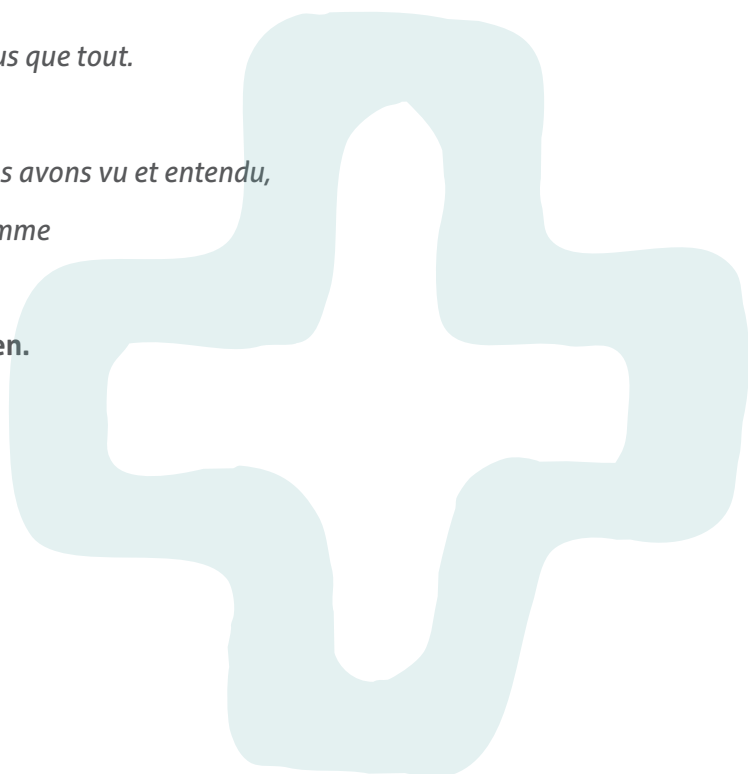 us que tout.
s avons vu et entendu,
mme
en.